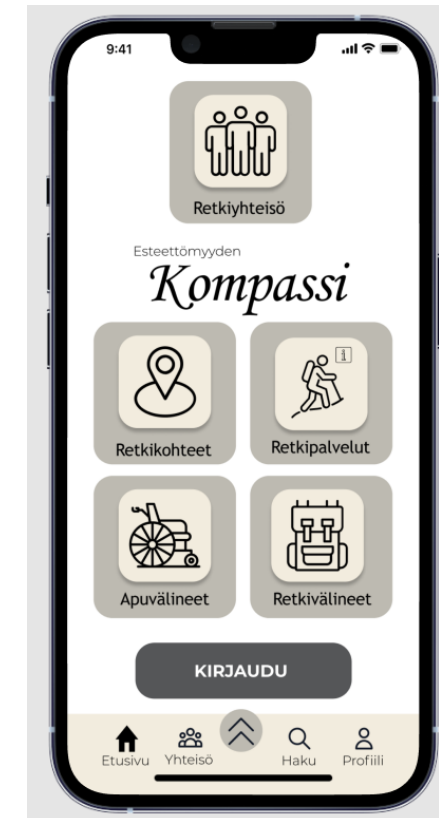 9:41
Retkiyhteisö
Esteettömyyden
Kompassi
i
Retkikohteet
Retkipalvelut
Apuvälineet
Retkivälineet
KIRJAUDU
Etusivu
Yhteisö
Haku
Profiili